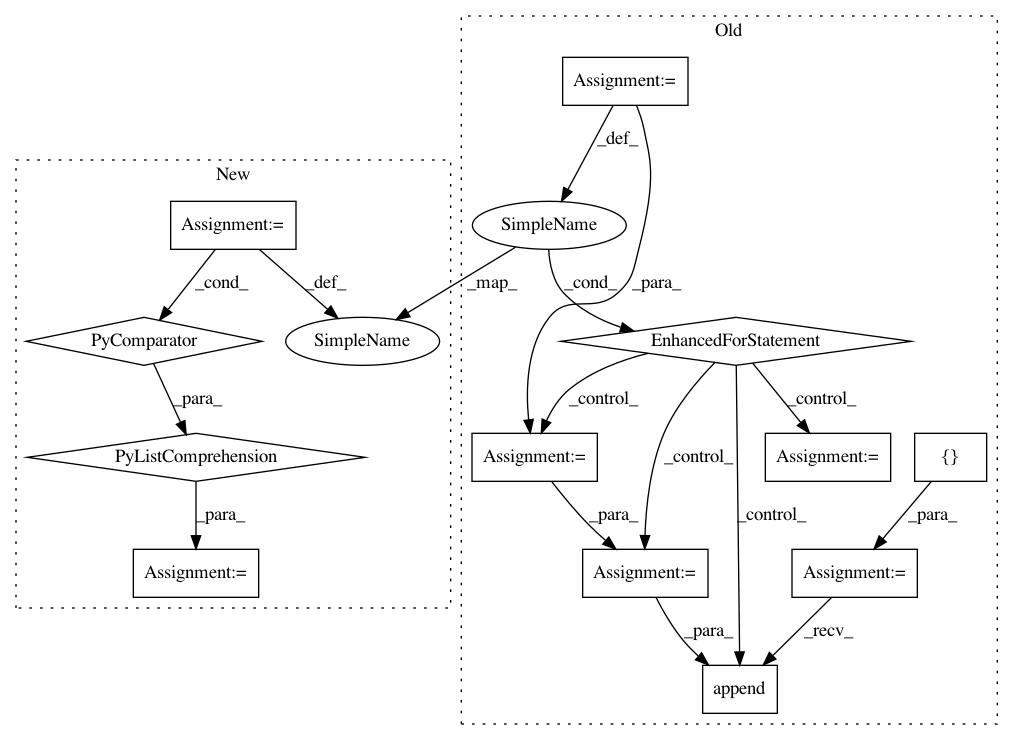 Old
Assignment:=
_def_
New
Assignment:=
SimpleName
_cond_
_def_
_map_
_cond_
_para_
PyComparator
SimpleName
EnhancedForStatement
_para_
_control_
_control_
_control_
PyListComprehension
Assignment:=
Assignment:=
{}
_para_
_para_
_control_
_para_
Assignment:=
Assignment:=
Assignment:=
_para_
_recv_
append